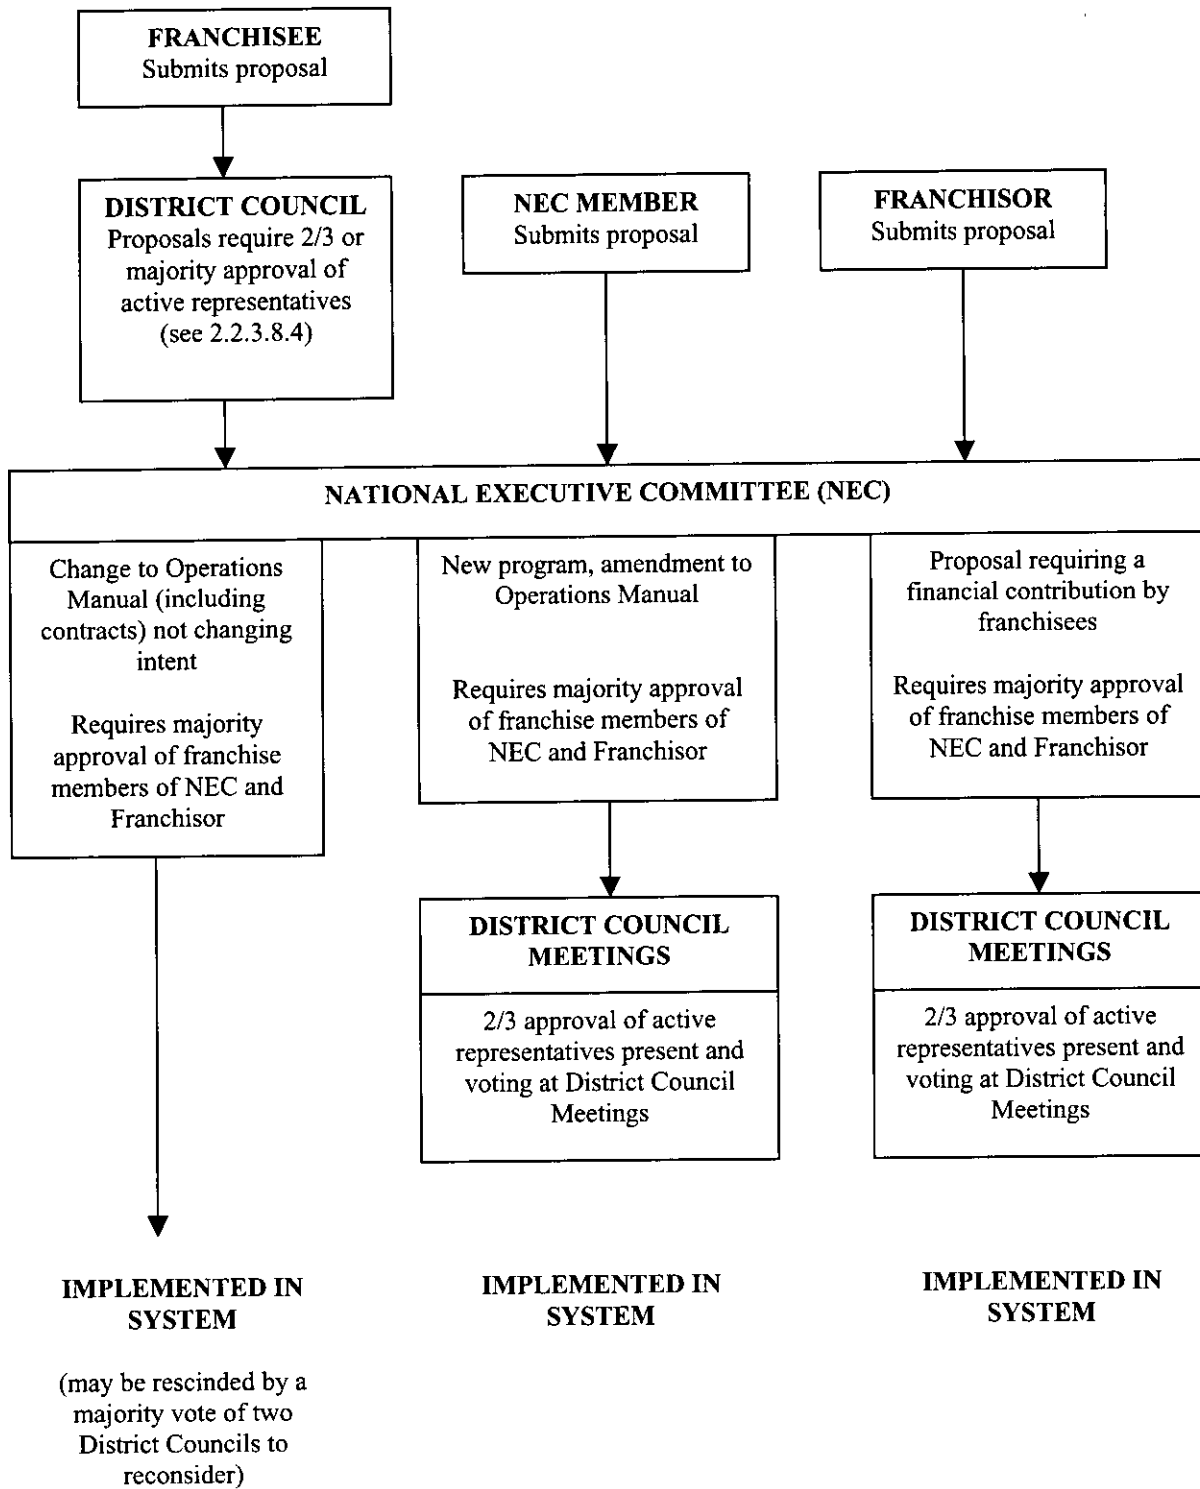 FRANCHISEE
Submits proposal
DISTRICT COUNCIL
Proposals require 2/3 or
majority approval of
active representatives
(see 2.2.3.8.4)
NEC MEMBER
Submits proposal
FRANCHISOR
Submits proposal
NATIONAL EXECUTIVE COMMITTEE (NEC)
Change to Operations
Manual (including
contracts) not changing
intent
Requires majority
approval of franchise
members of NEC and
Franchisor
New program, amendment to
Operations Manual
Requires majority approval
of franchise members of
NEC and Franchisor
Proposal requiring a
financial contribution by
franchisees
Requires majority approval
of franchise members of
NEC and Franchisor
DISTRICT COUNCIL
MEETINGS
2/3 approval of active
representatives present and
voting at District Council
Meetings
DISTRICT COUNCIL
MEETINGS
2/3 approval of active
representatives present and
voting at District Council
Meetings
IMPLEMENTED IN
SYSTEM
(may be rescinded by a
majority vote of two
District Councils to
reconsider)
IMPLEMENTED IN
SYSTEM
IMPLEMENTED IN
SYSTEM